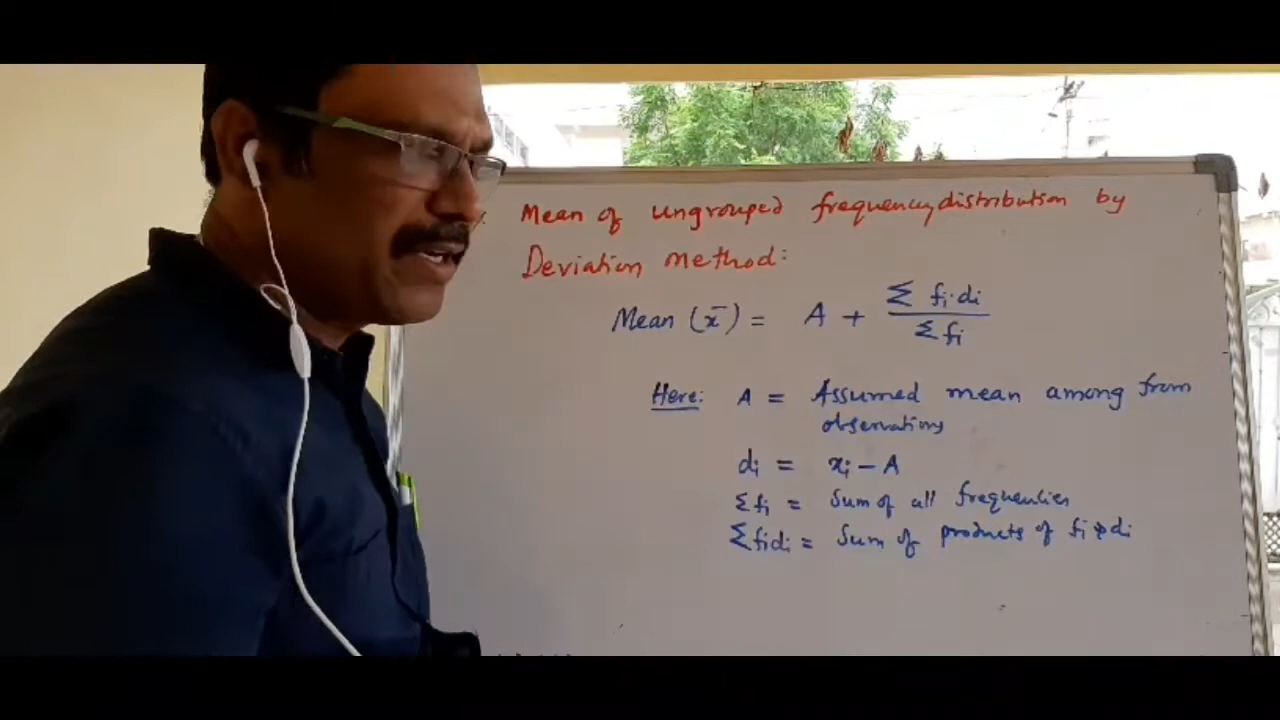 Mean of ungrouped frequency distribution by
Deviation method:
Mean (x̄) = A + Σ fi.di / Σ fi
Here: A = Assumed mean among from
observations
di = xi - A
Σfi = Sum of all frequencies
Σfidi = Sum of products of fi & di